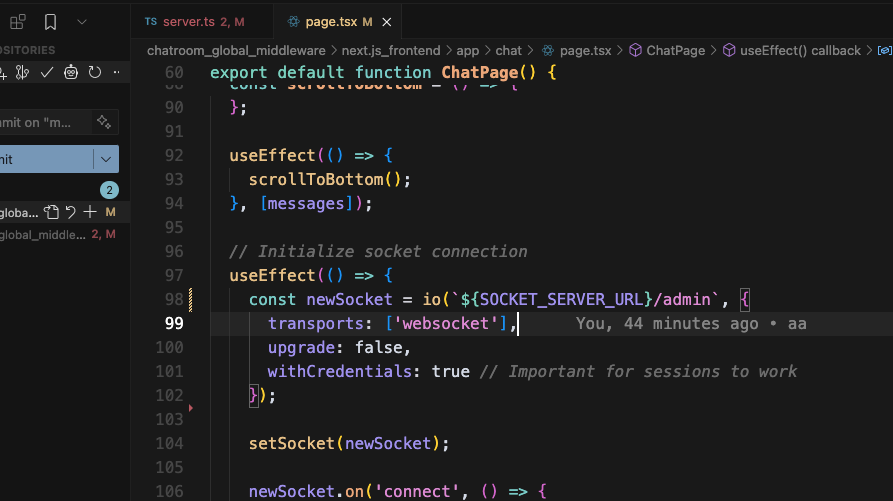 TS server.ts 2, M
page.tsx M
OSITORIES
chatroom_global_middleware > next.js_frontend > app > chat > page.tsx > ChatPage > useEffect() callback >
60 export default function ChatPage() {
const scrollToBottom = () => {
90 };
91
92 useEffect(() => {
93 scrollToBottom();
94 }, [messages]);
95
96 // Initialize socket connection
97 useEffect(() => {
98 const newSocket = io(`${SOCKET_SERVER_URL}/admin`, {
99 transports: ['websocket'], You, 44 minutes ago • aa
100 upgrade: false,
101 withCredentials: true // Important for sessions to work
102 });
103
104 setSocket(newSocket);
105
106 newSocket.on('connect', () => {
mmit on "m...
mit
2
globa... M
global_middle... 2, M